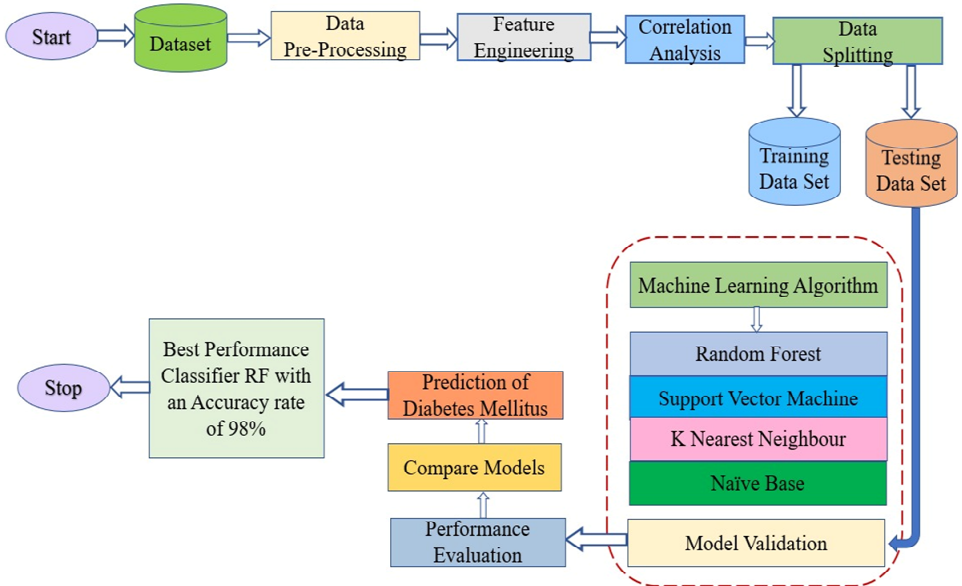 Start
Dataset
Data
Pre-Processing
Feature
Engineering
Correlation
Analysis
Data
Splitting
Training
Data Set
Testing
Data Set
Machine Learning Algorithm
Random Forest
Support Vector Machine
K Nearest Neighbour
Naïve Base
Model Validation
Performance
Evaluation
Compare Models
Prediction of
Diabetes Mellitus
Best Performance
Classifier RF with
an Accuracy rate
of 98%
Stop